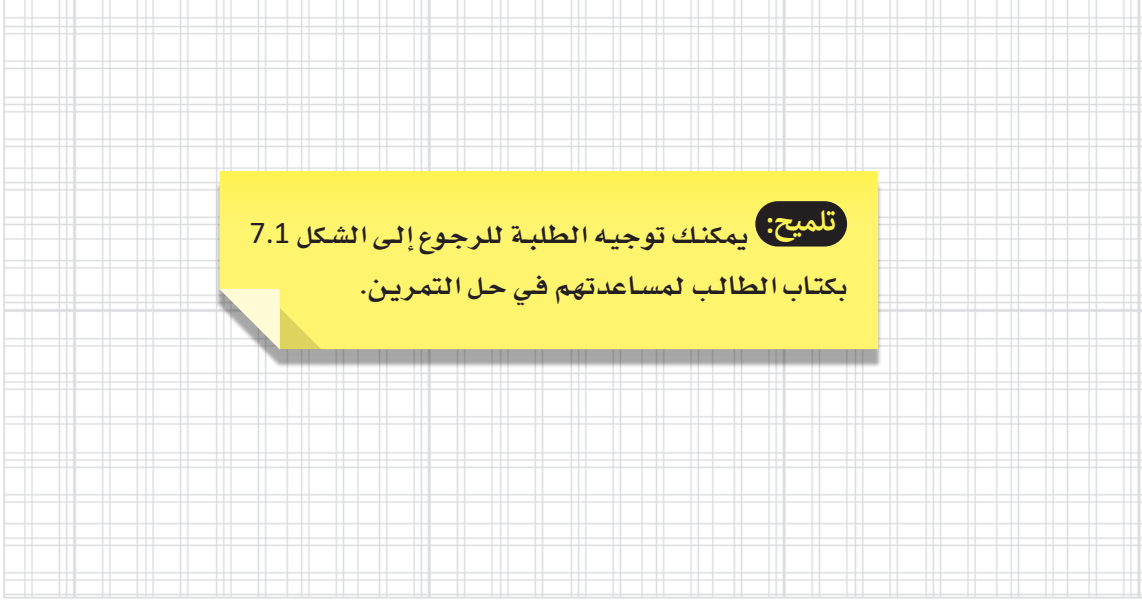 تلميح: يمكنك توجيه الطلبة للرجوع إلى الشكل 7.1
بكتاب الطالب لمساعدتهم في حل التمرين.